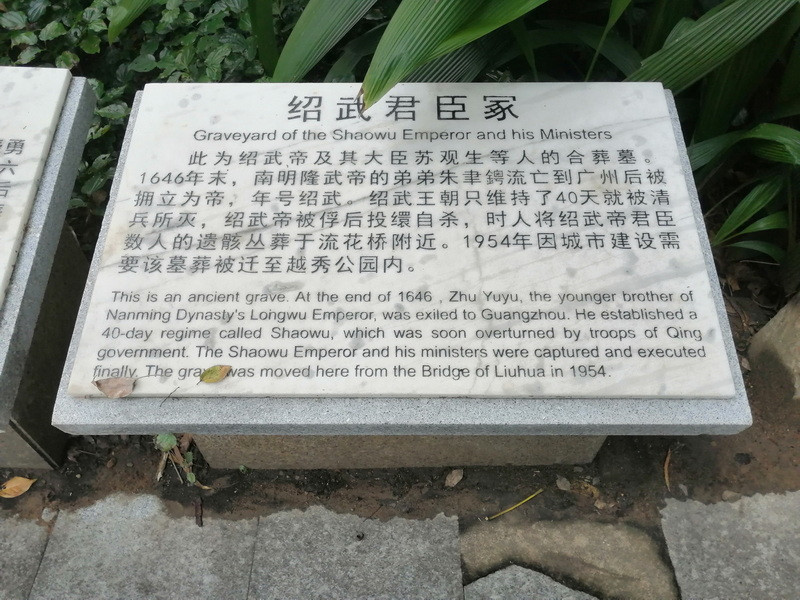 绍武君臣冢
Graveyard of the Shaowu Emperor and his Ministers
此为绍武帝及其大臣苏观生等人的合葬墓。
1646年末，南明隆武帝的弟弟朱聿鐭流亡到广州后被
拥立为帝，年号绍武。绍武王朝只维持了40天就被清
兵所灭，绍武帝被俘后投缳自杀，时人将绍武帝君臣
数人的遗骸丛葬于流花桥附近。1954年因城市建设需
要该墓葬被迁至越秀公园内。
This is an ancient grave. At the end of 1646 , Zhu Yuyu, the younger brother of
Nanming Dynasty's Longwu Emperor, was exiled to Guangzhou. He established a
40-day regime called Shaowu, which was soon overturned by troops of Qing
government. The Shaowu Emperor and his ministers were captured and executed
finally. The grave was moved here from the Bridge of Liuhua in 1954.
勇
六
后